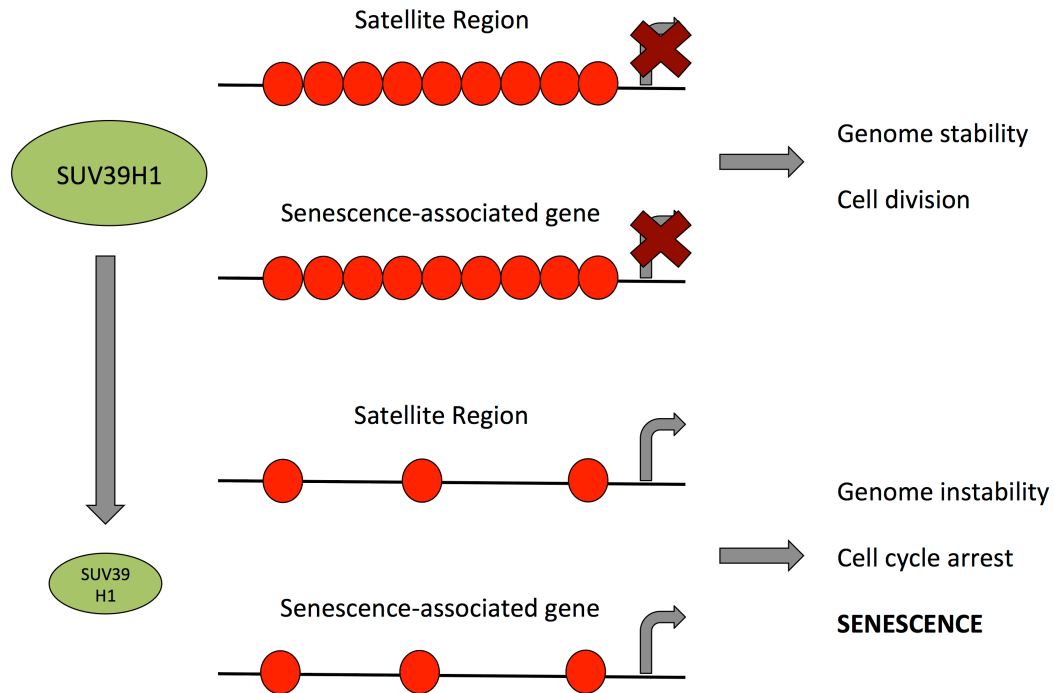 Satellite Region
SUV39H1
Genome stability
Cell division
Senescence-associated gene
Satellite Region
Genome instability
Cell cycle arrest
SUV39
H1
Senescence-associated gene
SENESCENCE